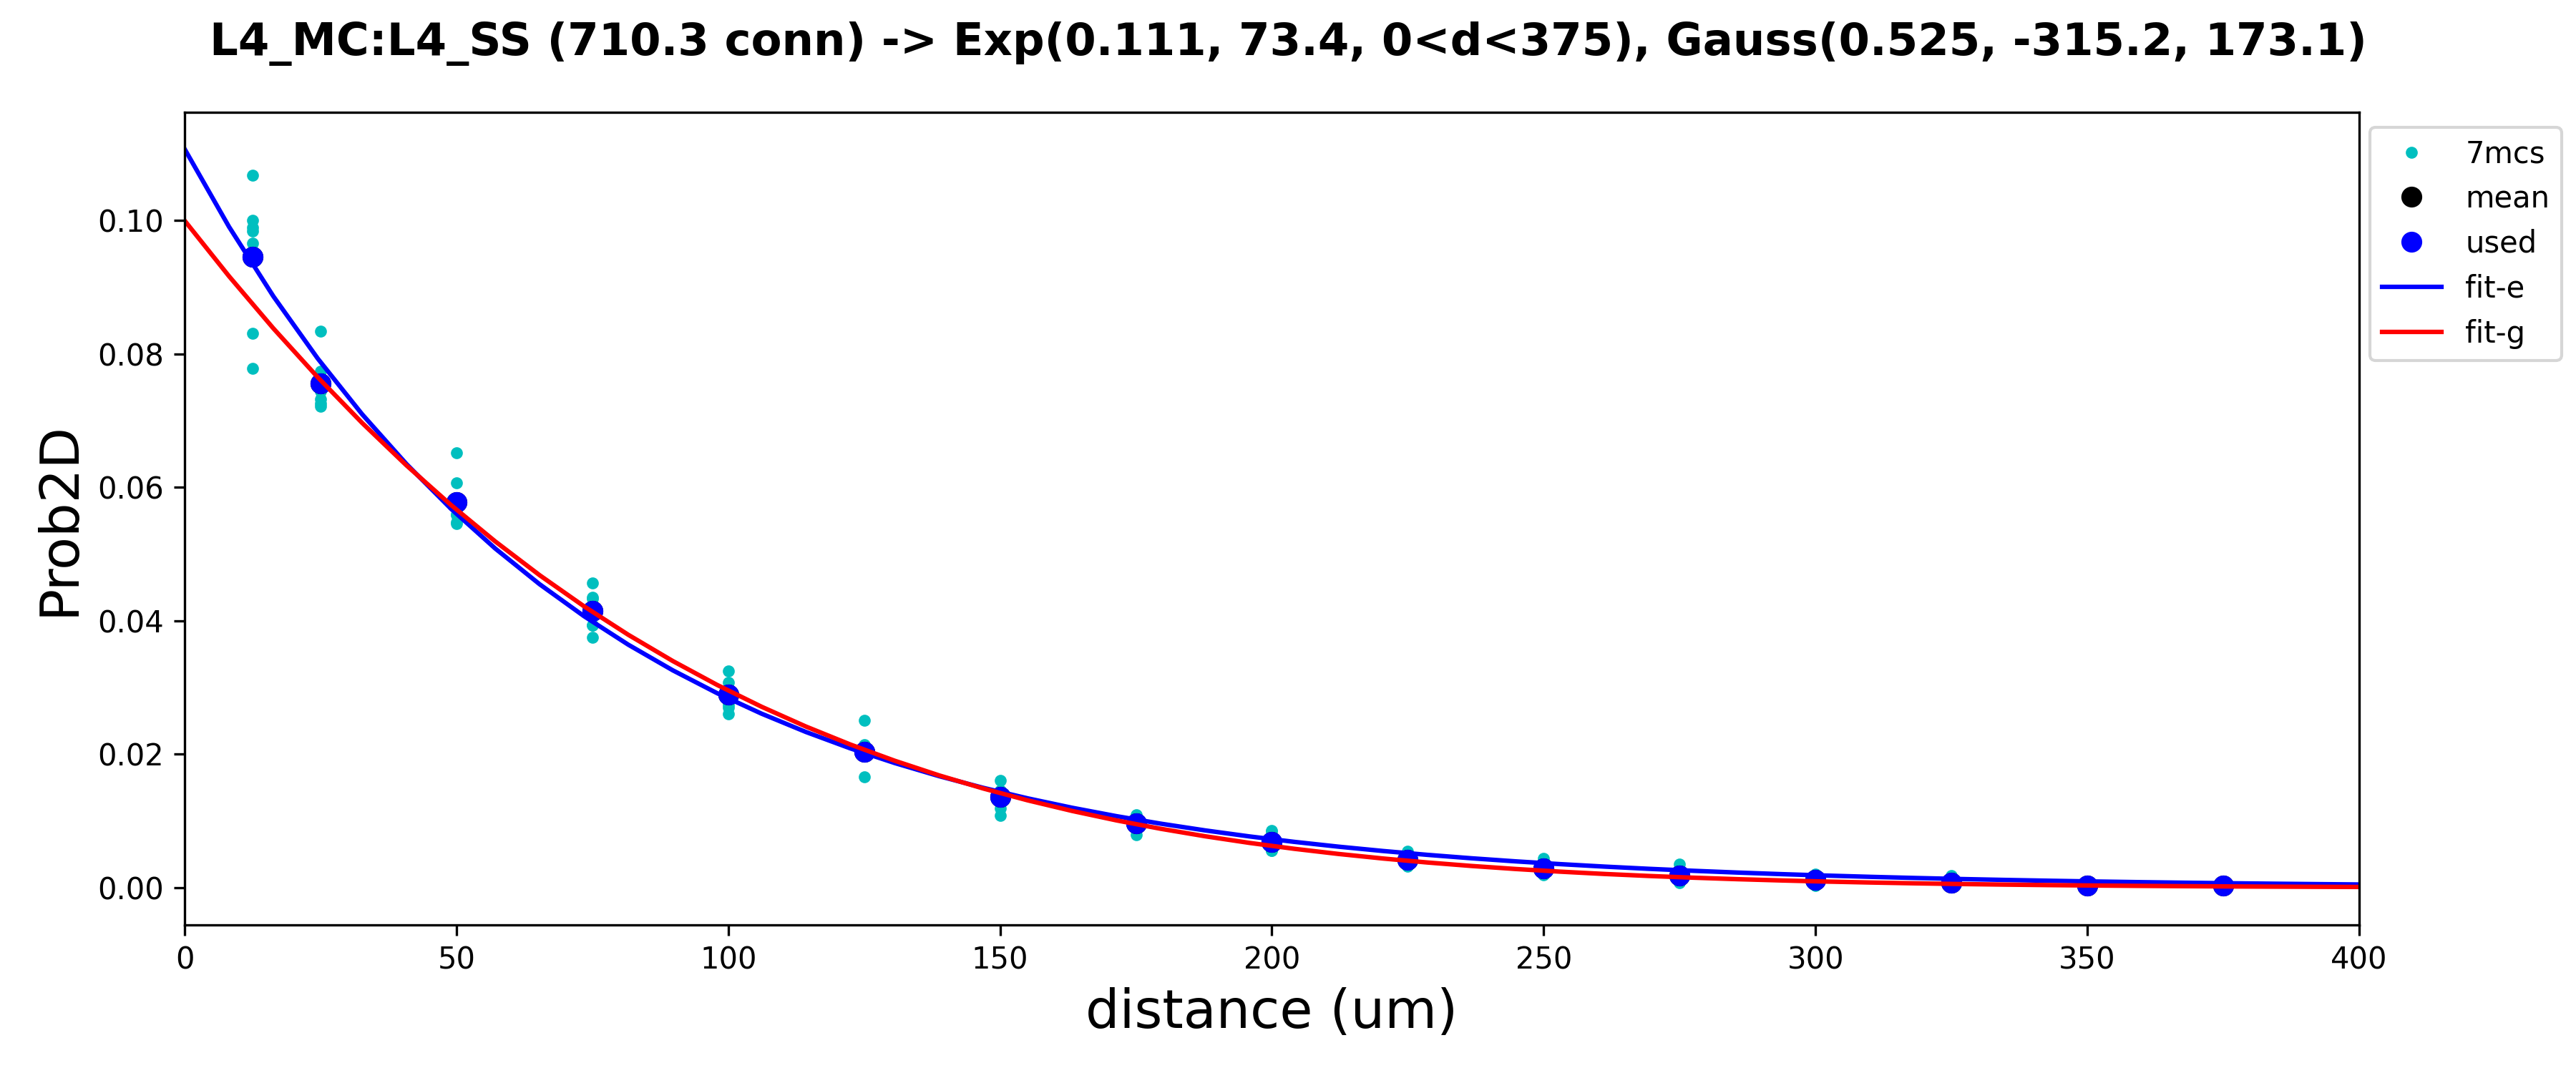 L4_MC:L4_SS (710.3 conn) -> Exp(0.111, 73.4, 0<d<375), Gauss(0.525, -315.2, 173.1)
7mcs
mean
used
fit-e
fit-g
Prob2D
0.10
0.08
0.06
0.04
0.02
0.00
0 50 100 150 200 250 300 350 400
distance (um)